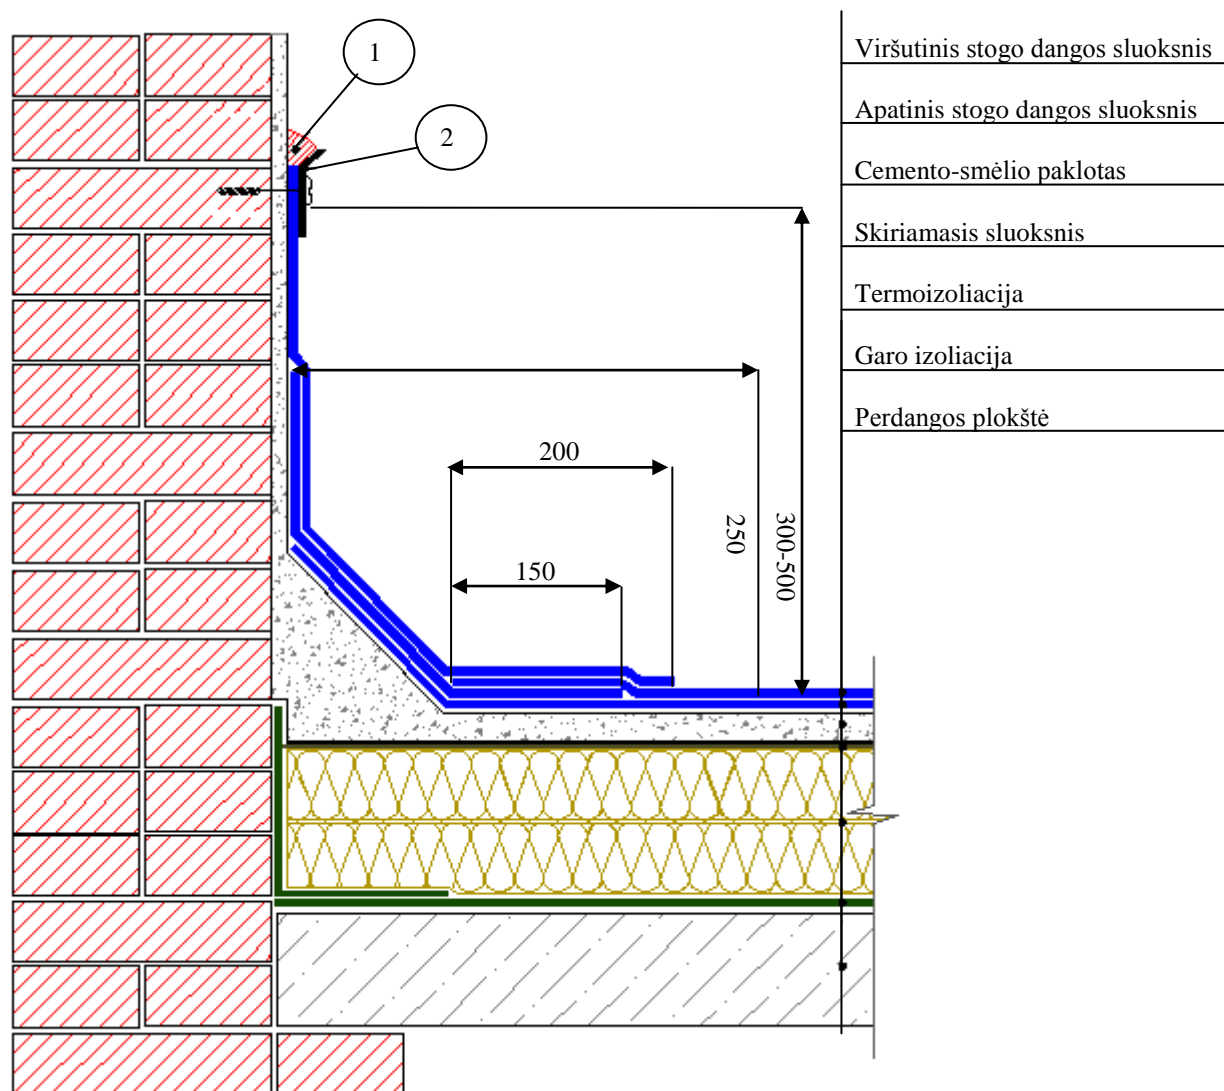 1
2
Viršutinis stogo dangos sluoksnis
Apatinis stogo dangos sluoksnis
Cemento-smėlio paklotas
Skiriamasis sluoksnis
Termoizoliacija
Garo izoliacija
Perdangos plokštė
200
250
300-500
150